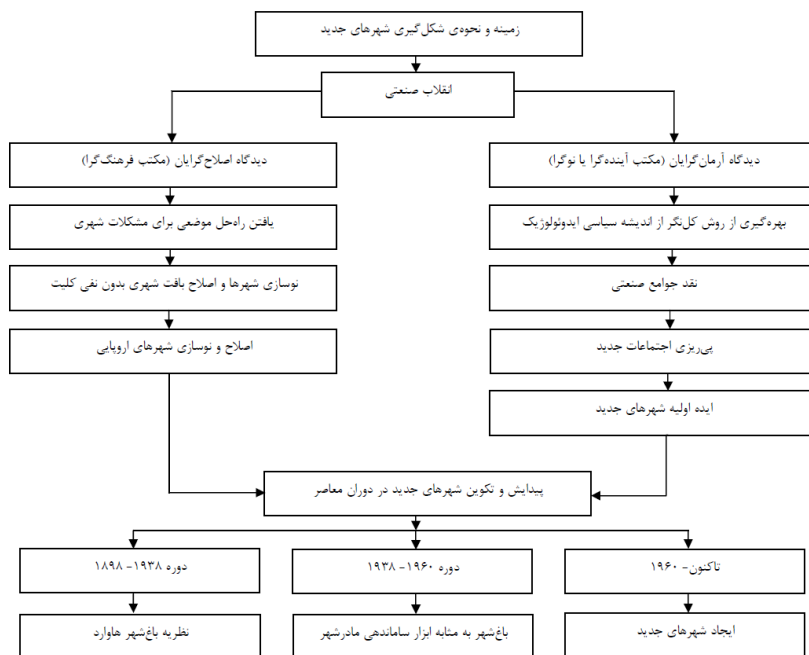 زمینه و نحوه‌ی شکل‌گیری شهرهای جدید
انقلاب صنعتی
دیدگاه آرمان‌گرایان (مکتب آینده‌گرا یا نوگرا)
دیدگاه اصلاح‌گرایان (مکتب فرهنگ‌گرا)
بهره‌گیری از روش کل‌نگر از اندیشه سیاسی ایدوئولوژیک
یافتن راه‌حل موضعی برای مشکلات شهری
نقد جوامع صنعتی
نوسازی شهرها و اصلاح بافت شهری بدون نفی کلیت
پی‌ریزی اجتماعات جدید
اصلاح و نوسازی شهرهای اروپایی
ایده اولیه شهرهای جدید
پیدایش و تکوین شهرهای جدید در دوران معاصر
تاکنون- ۱۹۶۰
دوره ۱۹۶۰- ۱۹۳۸
دوره ۱۹۳۸- ۱۸۹۸
ایجاد شهرهای جدید
باغ‌شهر به مثابه ابزار ساماندهی مادرشهر
نظریه باغ‌شهر هاوارد